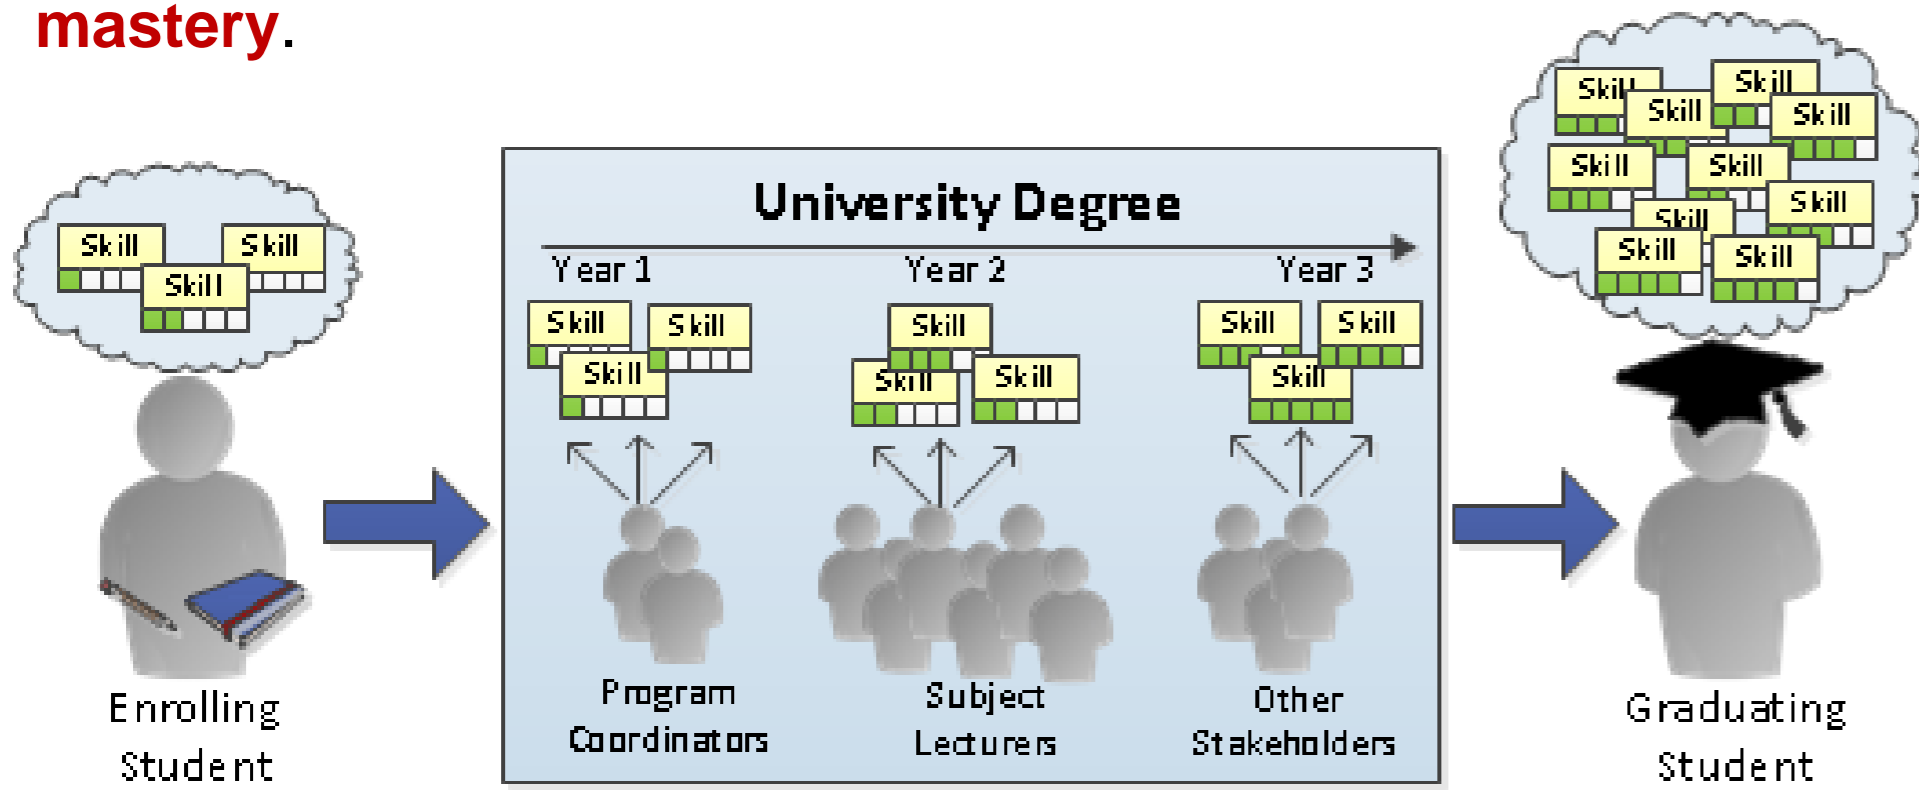 mastery.
Skill Skill
Skill
Enrolling
Student
University Degree
Year 1 Year 2 Year 3
Skill Skill
Skill
Skill
Skill Skill
Skill Skill
Skill
Program
Coordinators
Subject
Lecturers
Other
Stakeholders
Skill Skill
Skill Skill
Skill Skill
Skill Skill
Skill Skill
Graduating
Student